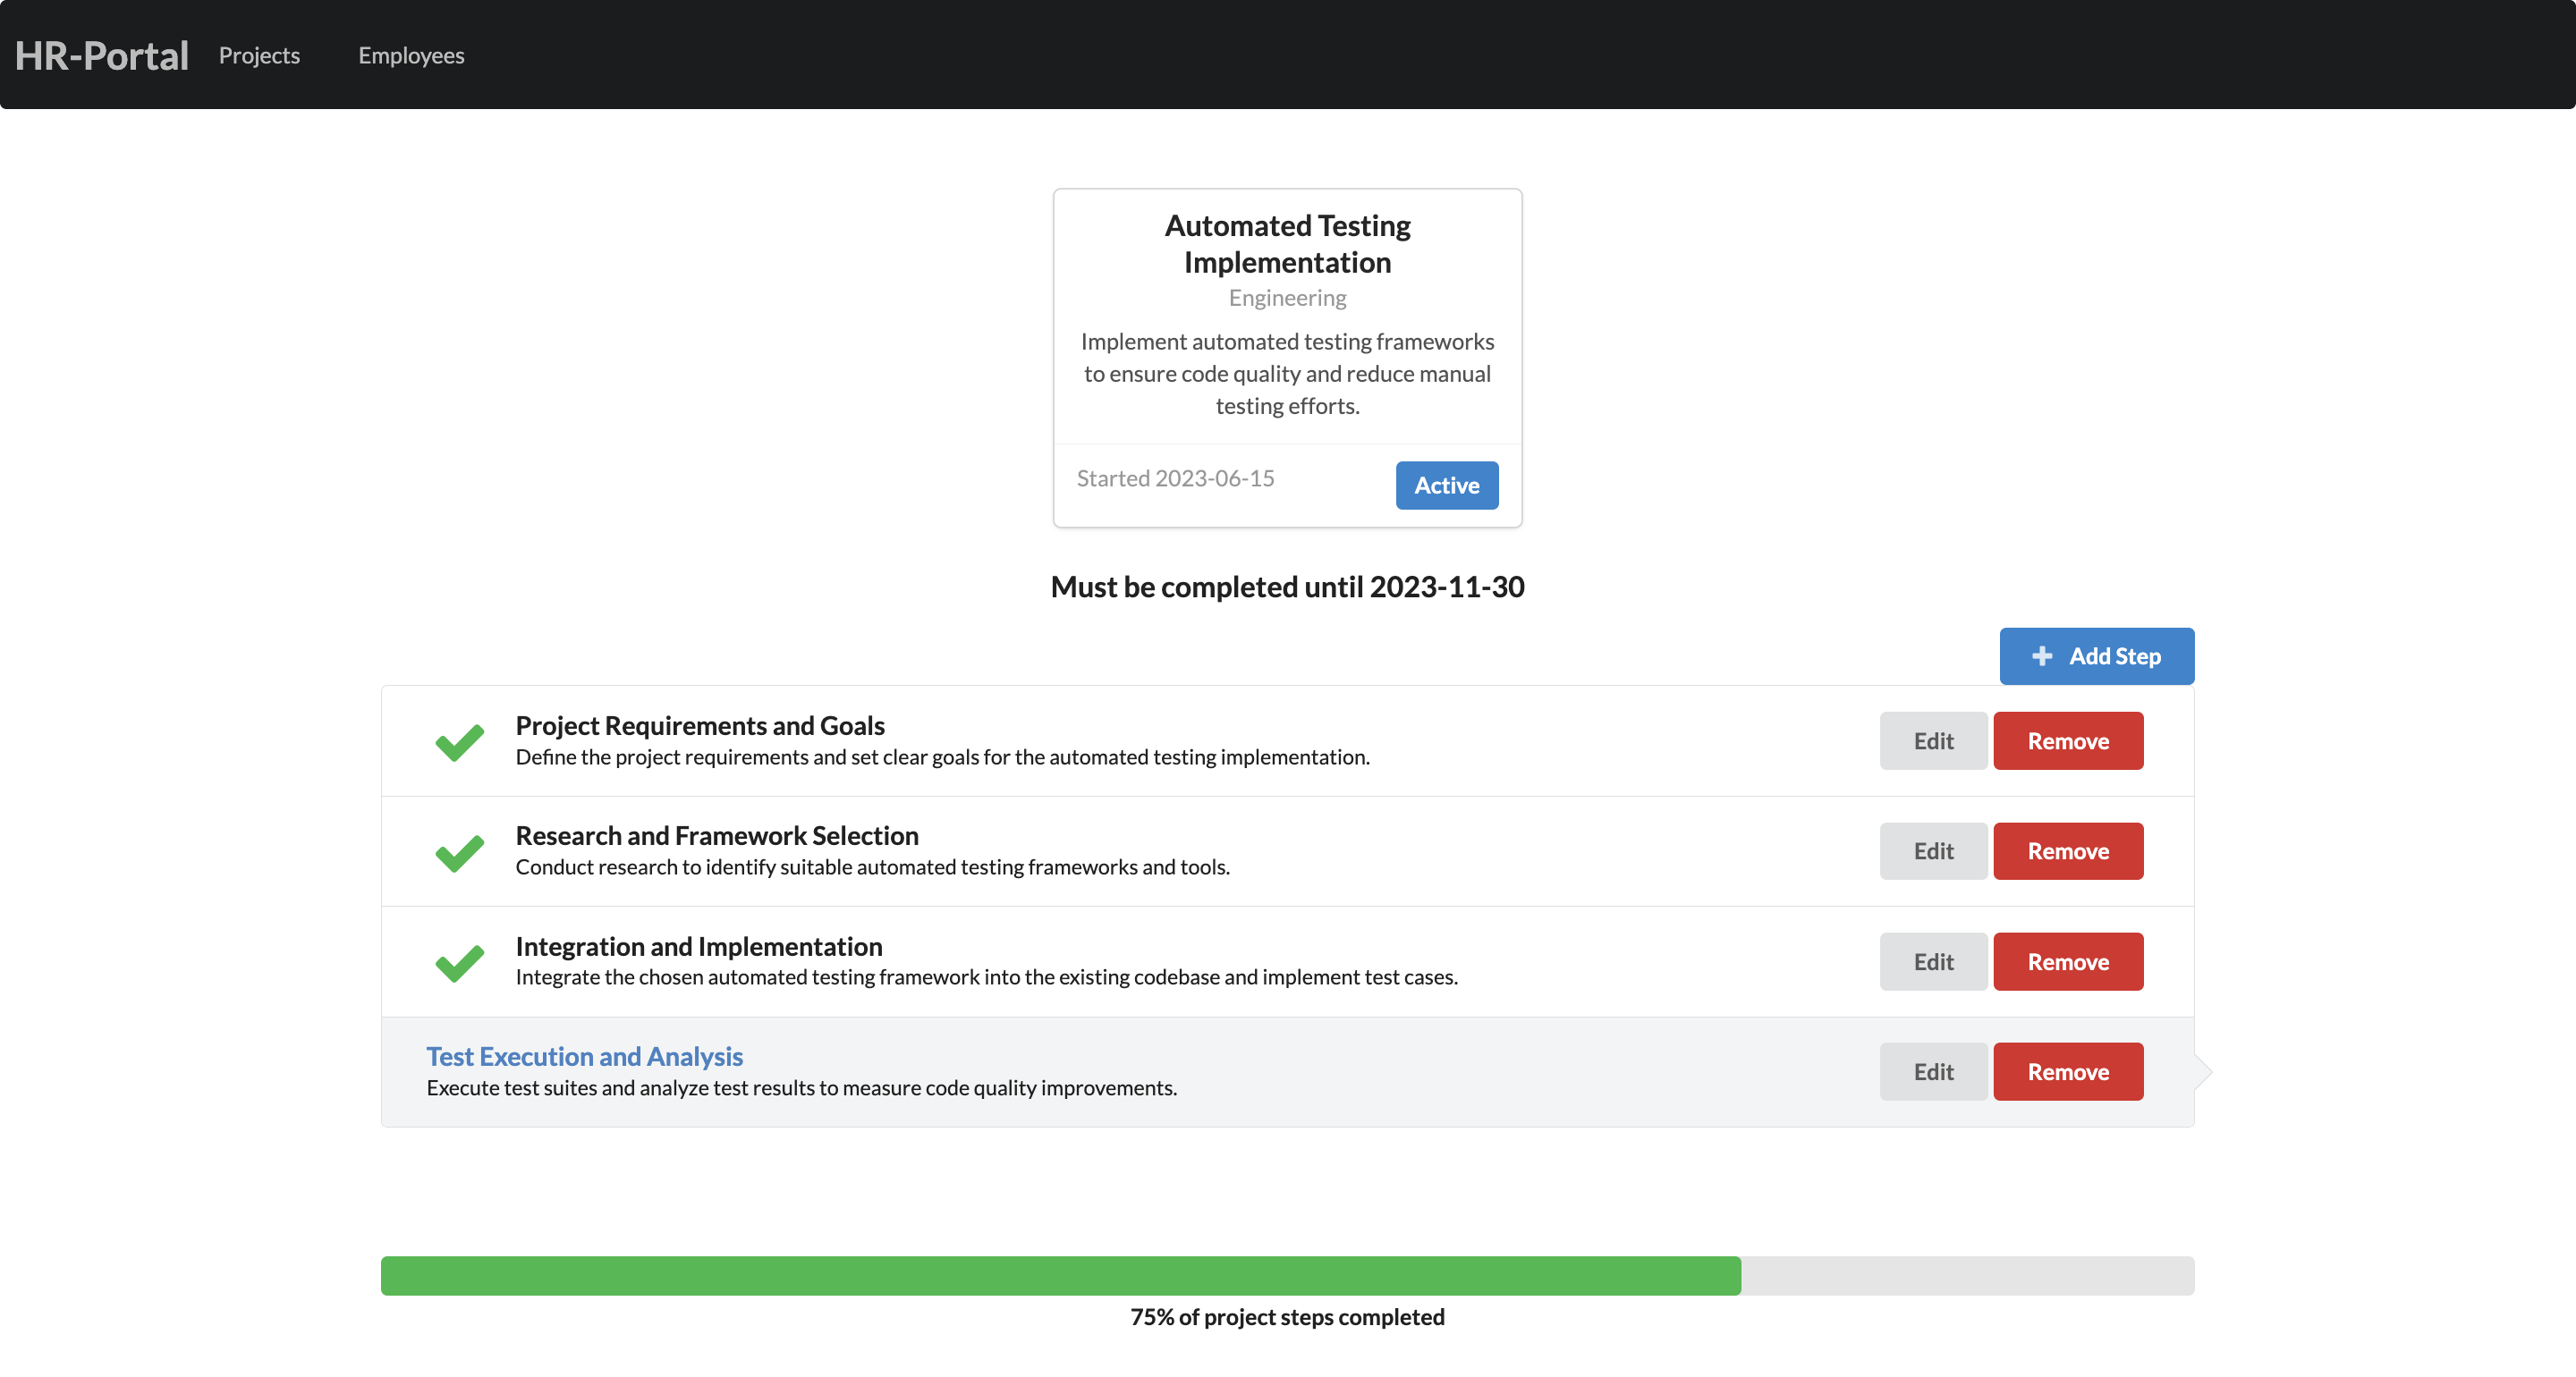 HR-Portal Projects Employees
Automated Testing
Implementation
Engineering
Implement automated testing frameworks
to ensure code quality and reduce manual
testing efforts.
Started 2023-06-15 Active
Must be completed until 2023-11-30
Add Step
Project Requirements and Goals
Define the project requirements and set clear goals for the automated testing implementation.
Edit Remove
Research and Framework Selection
Conduct research to identify suitable automated testing frameworks and tools.
Edit Remove
Integration and Implementation
Integrate the chosen automated testing framework into the existing codebase and implement test cases.
Edit Remove
Test Execution and Analysis
Execute test suites and analyze test results to measure code quality improvements.
Edit Remove
75% of project steps completed